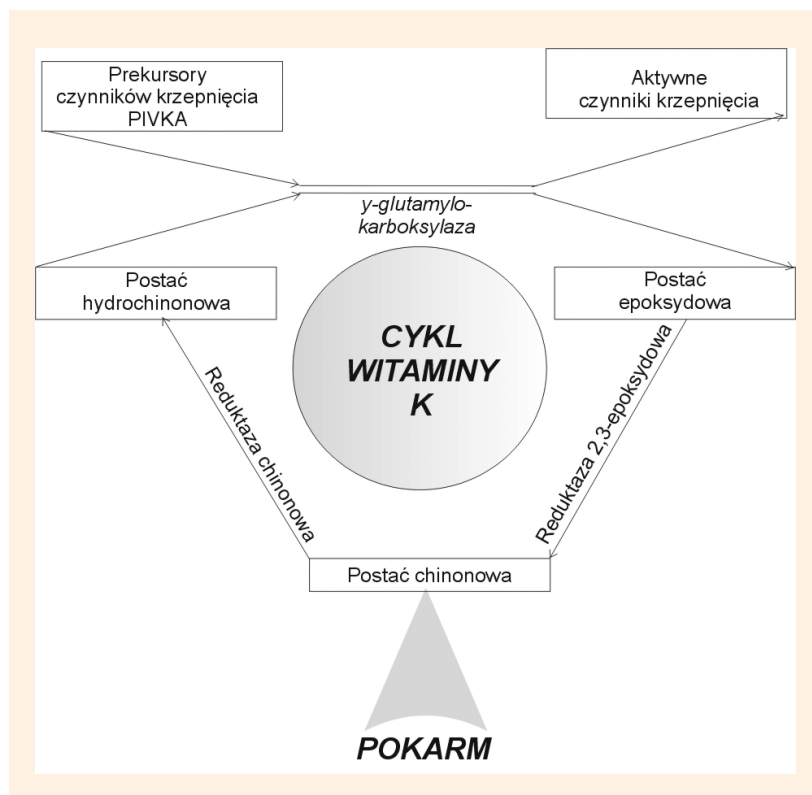 Prekursory
czynników krzepnięcia
PIVKA
Aktywne
czynniki krzepnięcia
y-glutamylo-
karboksylaza
Postać
hydrochinonowa
Postać
epoksydowa
CYKL
WITAMINY
K
Reduktaza chinonowa
Reduktaza 2,3-epoksydowa
Postać chinonowa
POKARM